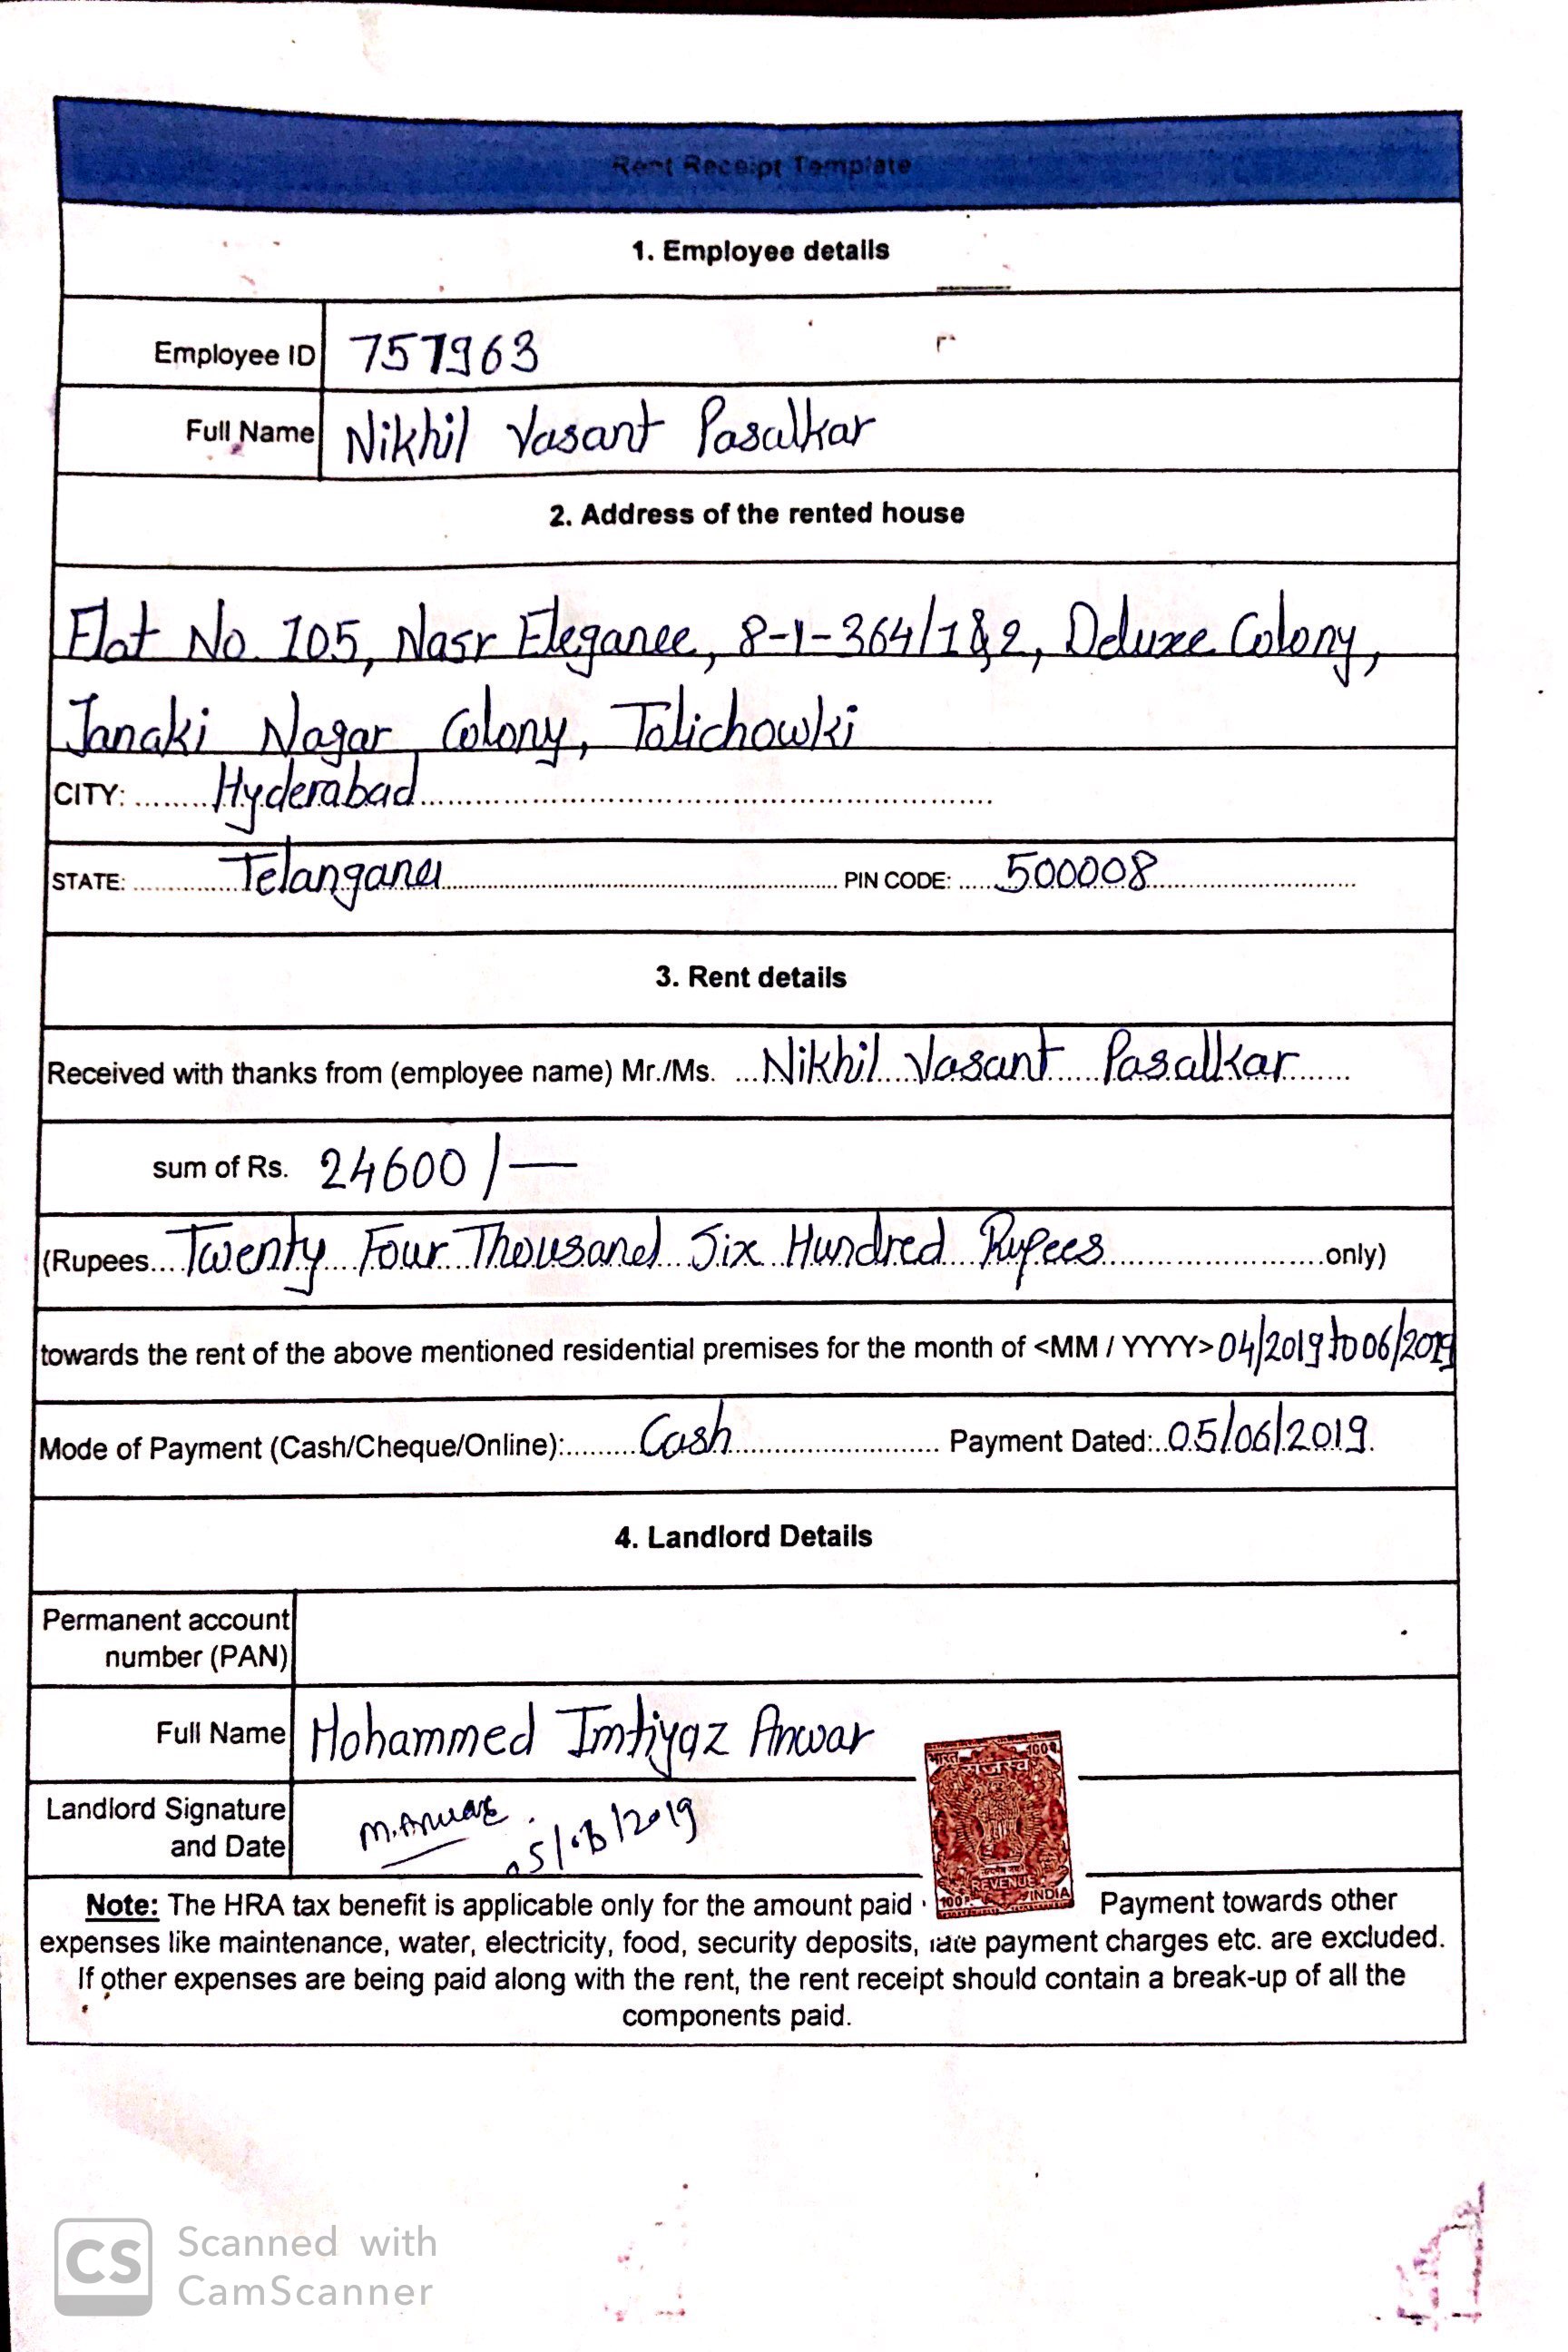 Rent Receipt Template
1. Employee details
Employee ID 757963
Full Name Nikhil Vasant Pasalkar
2. Address of the rented house
Flat No. 105, Nasr Elegance, 8-1-364/1&2, Deluxe Colony,
Janaki Nagar Colony, Tolichowki
CITY: ........Hyderabad........
STATE: ........Telangana........ PIN CODE: .....500008........
3. Rent details
Received with thanks from (employee name) Mr./Ms. ...Nikhil Vasant Pasalkar......
sum of Rs. 24600/—
(Rupees...Twenty Four Thousand Six Hundred Rupees........only)
towards the rent of the above mentioned residential premises for the month of <MM / YYYY> 04/2019 to 06/2019
Mode of Payment (Cash/Cheque/Online):........Cash........ Payment Dated:..05/06/2019.
4. Landlord Details
Permanent account
number (PAN)
Full Name Mohammed Imtiyaz Anwar
भारत 100
राजस्व
Landlord Signature
and Date
M. Anwar
REVENUE
100 INDIA
Note: The HRA tax benefit is applicable only for the amount paid Payment towards other
expenses like maintenance, water, electricity, food, security deposits, late payment charges etc. are excluded.
If other expenses are being paid along with the rent, the rent receipt should contain a break-up of all the
components paid.
CS Scanned with
CamScanner